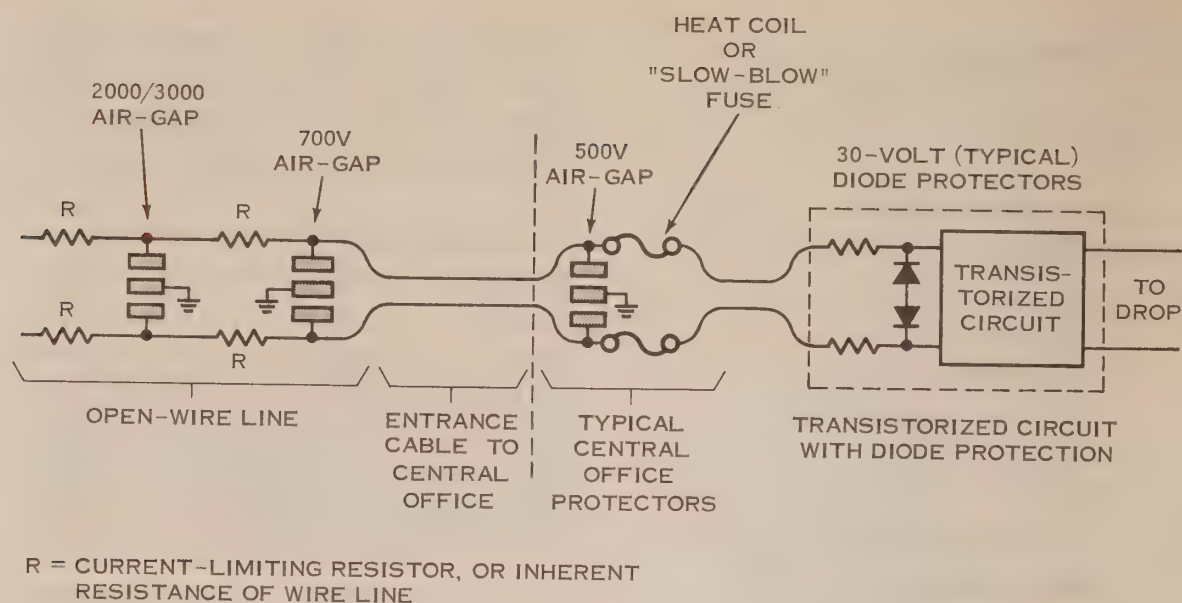 HEAT COIL
OR
"SLOW-BLOW"
FUSE
2000/3000
AIR-GAP
700V
AIR-GAP
500V
AIR-GAP
30-VOLT (TYPICAL)
DIODE PROTECTORS
R
R
R
R
TRANSIS-
TORIZED
CIRCUIT
TO
DROP
OPEN-WIRE LINE
ENTRANCE
CABLE TO
CENTRAL
OFFICE
TYPICAL
CENTRAL
OFFICE
PROTECTORS
TRANSISTORIZED CIRCUIT
WITH DIODE PROTECTION
R = CURRENT-LIMITING RESISTOR, OR INHERENT
RESISTANCE OF WIRE LINE